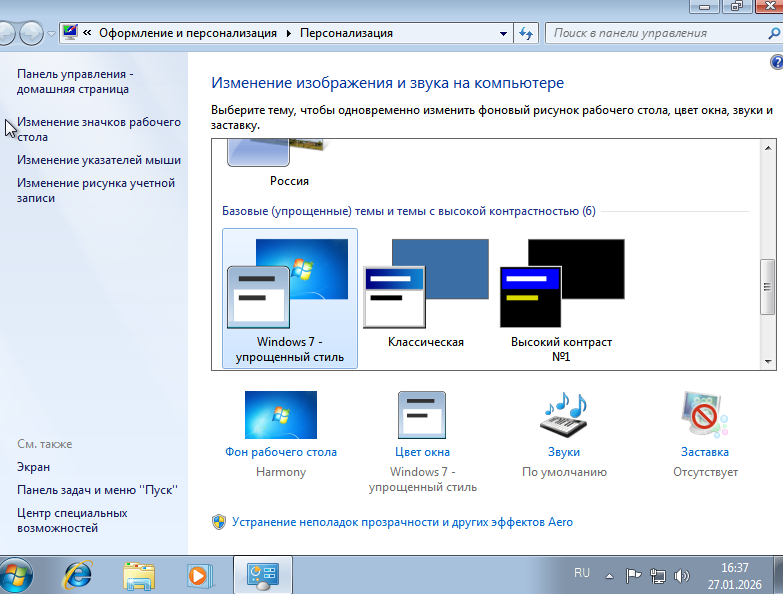 « Оформление и персонализация Персонализация
Поиск в панели управления
Панель управления -
домашняя страница
Изменение значков рабочего
стола
Изменение указателей мыши
Изменение рисунка учетной
записи
См. также
Экран
Панель задач и меню "Пуск"
Центр специальных
возможностей
Изменение изображения и звука на компьютере
Выберите тему, чтобы одновременно изменить фоновый рисунок рабочего стола, цвет окна, звуки и
заставку.
Россия
Базовые (упрощенные) темы и темы с высокой контрастностью (6)
Windows 7 -
упрощенный стиль
Классическая
Высокий контраст
№1
Фон рабочего стола
Harmony
Цвет окна
Windows 7 -
упрощенный стиль
Звуки
По умолчанию
Заставка
Отсутствует
Устранение неполадок прозрачности и других эффектов Aero
RU
16:37
27.01.2026